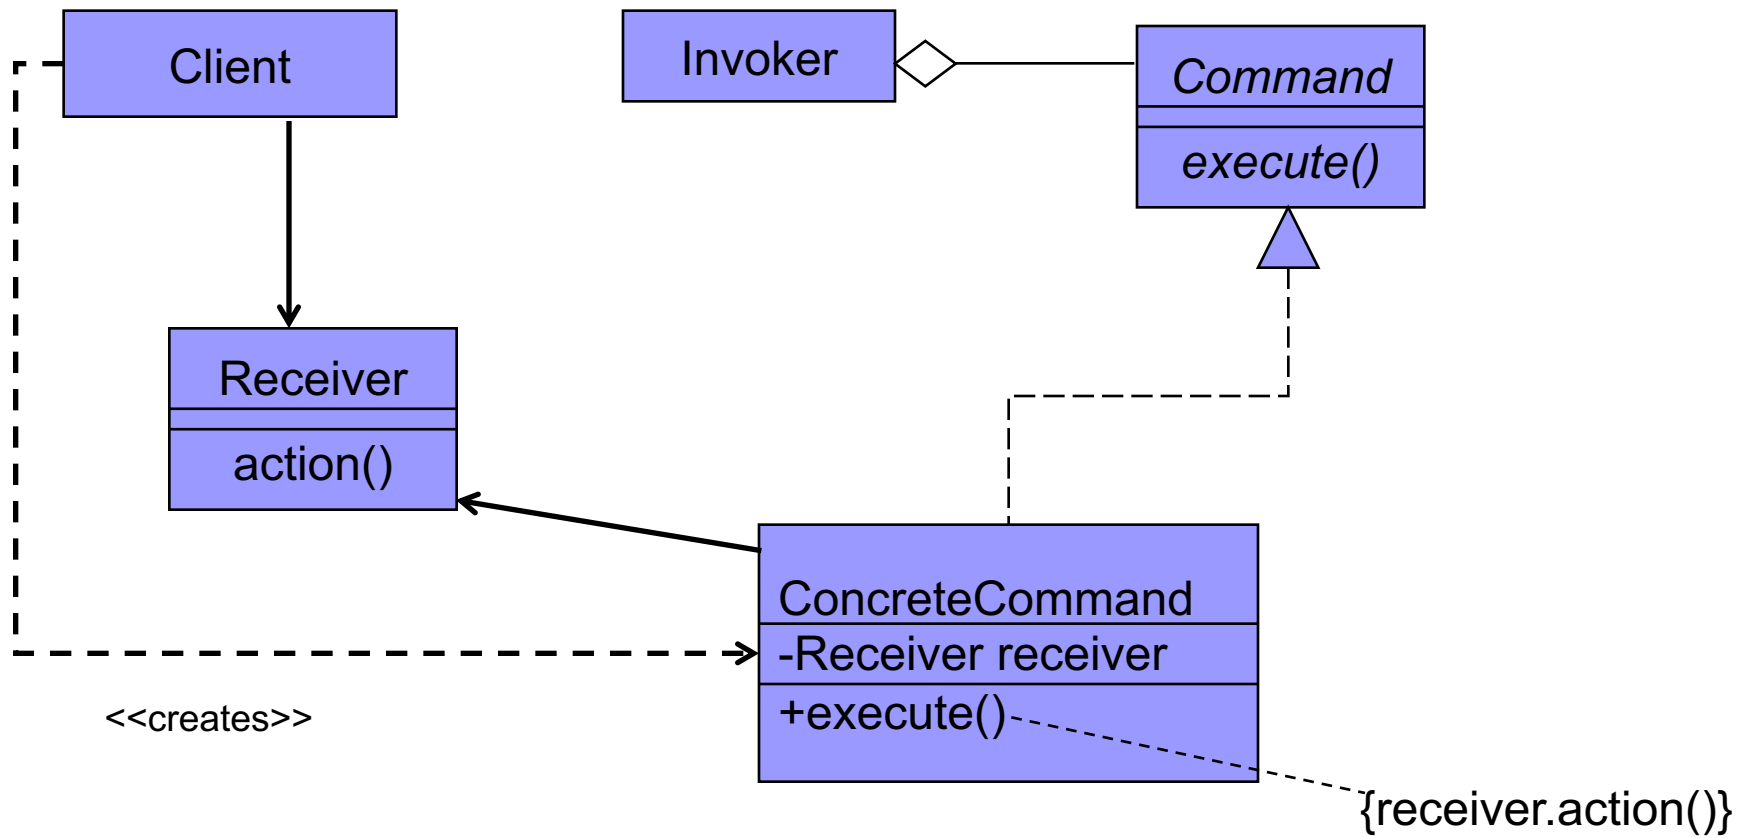 Client
Invoker
Command
execute()
Receiver
action()
ConcreteCommand
-Receiver receiver
+execute()
<<creates>>
{receiver.action()}